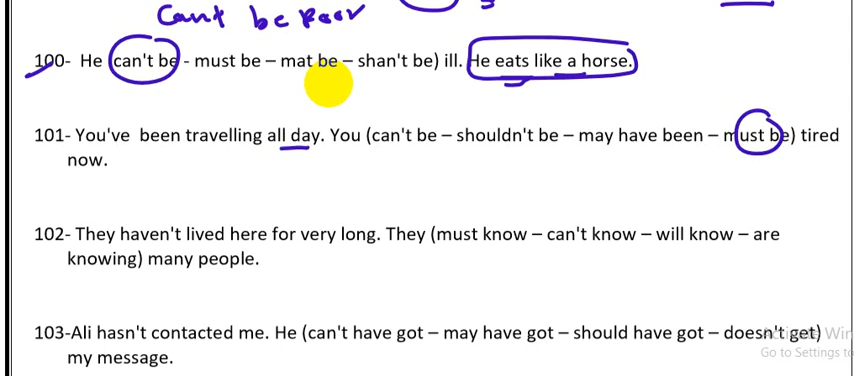 Can't be Poor
100- He (can't be - must be – mat be – shan't be) ill. He eats like a horse.
101- You've been travelling all day. You (can't be – shouldn't be – may have been – must be) tired
now.
102- They haven't lived here for very long. They (must know – can't know – will know – are
knowing) many people.
103-Ali hasn't contacted me. He (can't have got – may have got – should have got – doesn't get)
my message.
Activate Win
Go to Settings to